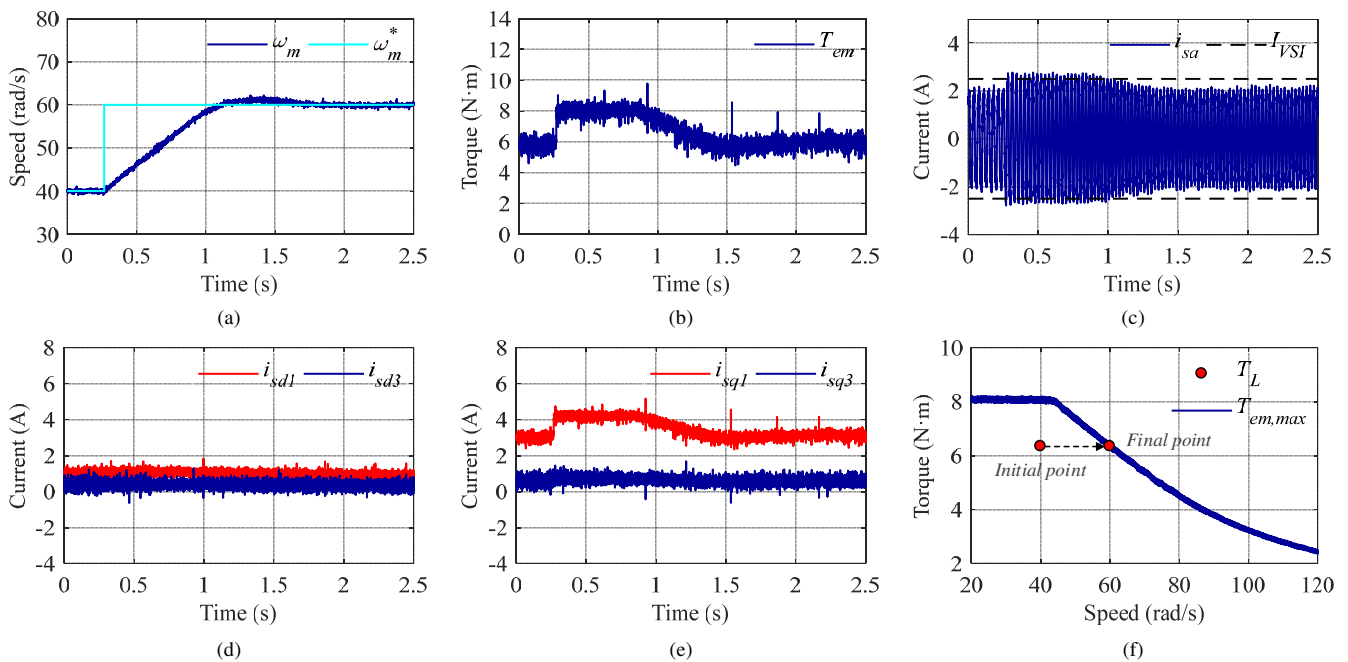 80
70
60
50
40
30
0 0.5 1 1.5 2 2.5
Speed (rad/s)
Time (s)
ω_m ω_m^*
(a)
14
12
10
8
6
4
2
0
0 0.5 1 1.5 2 2.5
Torque (N·m)
Time (s)
T_em
(b)
4
2
0
-2
-4
0 0.5 1 1.5 2 2.5
Current (A)
Time (s)
i_sa I_VSI
(c)
8
6
4
2
0
-2
-4
0 0.5 1 1.5 2 2.5
Current (A)
Time (s)
i_sd1 i_sd3
(d)
8
6
4
2
0
-2
-4
0 0.5 1 1.5 2 2.5
Current (A)
Time (s)
i_sq1 i_sq3
(e)
10
8
6
4
2
20 40 60 80 100 120
Torque (N·m)
Speed (rad/s)
T_L
T_em,max
Final point
Initial point
(f)